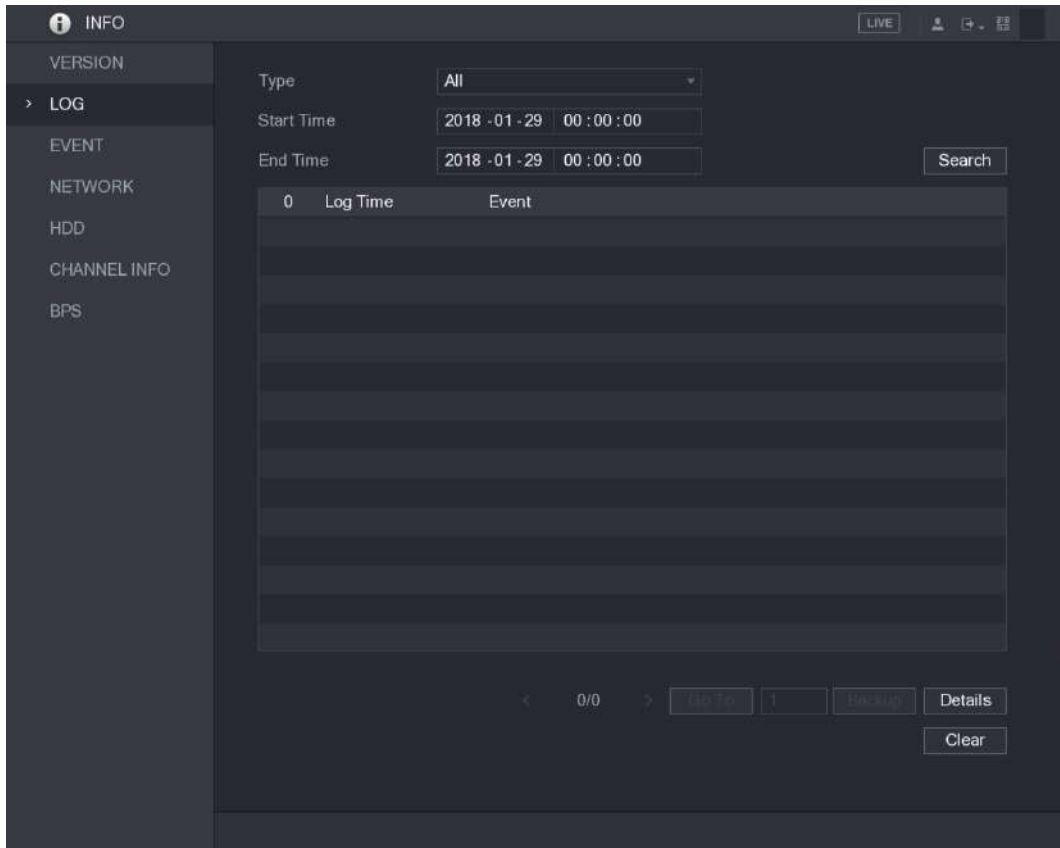 INFO LIVE
VERSION
LOG
EVENT
NETWORK
HDD
CHANNEL INFO
BPS
Type All
Start Time 2018 -01 -29 00 : 00 : 00
End Time 2018 -01 -29 00 : 00 : 00 Search
0 Log Time Event
< 0/0 > Go To 1 Backup Details
Clear